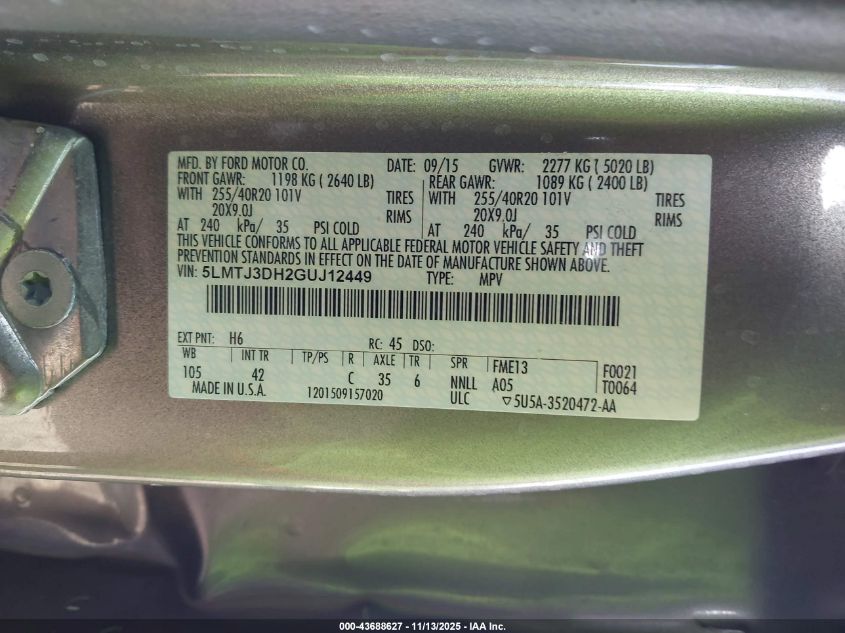 MFD. BY FORD MOTOR CO. DATE: 09/15 GVWR: 2277 KG ( 5020 LB)
FRONT GAWR: 1198 KG ( 2640 LB) REAR GAWR: 1089 KG ( 2400 LB)
WITH 255/40R20 101V TIRES WITH 255/40R20 101V TIRES
20X9.0J RIMS 20X9.0J RIMS
AT 240 kPa/ 35 PSI COLD AT 240 kPa/ 35 PSI COLD
THIS VEHICLE CONFORMS TO ALL APPLICABLE FEDERAL MOTOR VEHICLE SAFETY AND THEFT
PREVENTION STANDARDS IN EFFECT ON THE DATE OF MANUFACTURE SHOWN ABOVE.
VIN: 5LMTJ3DH2GUJ12449 TYPE: MPV
EXT PNT: H6 RC: 45 DSO:
WB INT TR TP/PS R AXLE TR SPR FME13 F0021
105 42 C 35 6 NNLL A05 T0064
MADE IN U.S.A. 1201509157020 ULC ▽5U5A-3520472-AA
000-43688627 - 11/13/2025 - IAA Inc.